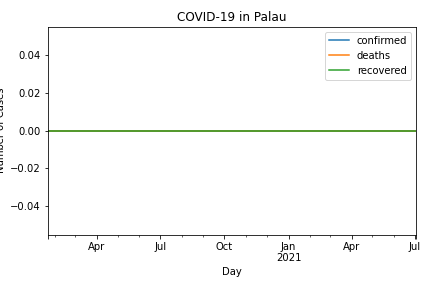 COVID-19 in Palau
confirmed
deaths
recovered
0.04
0.02
0.00
−0.02
−0.04
Number of Cases
Apr
Jul
Oct
Jan
Apr
Jul
2021
Day